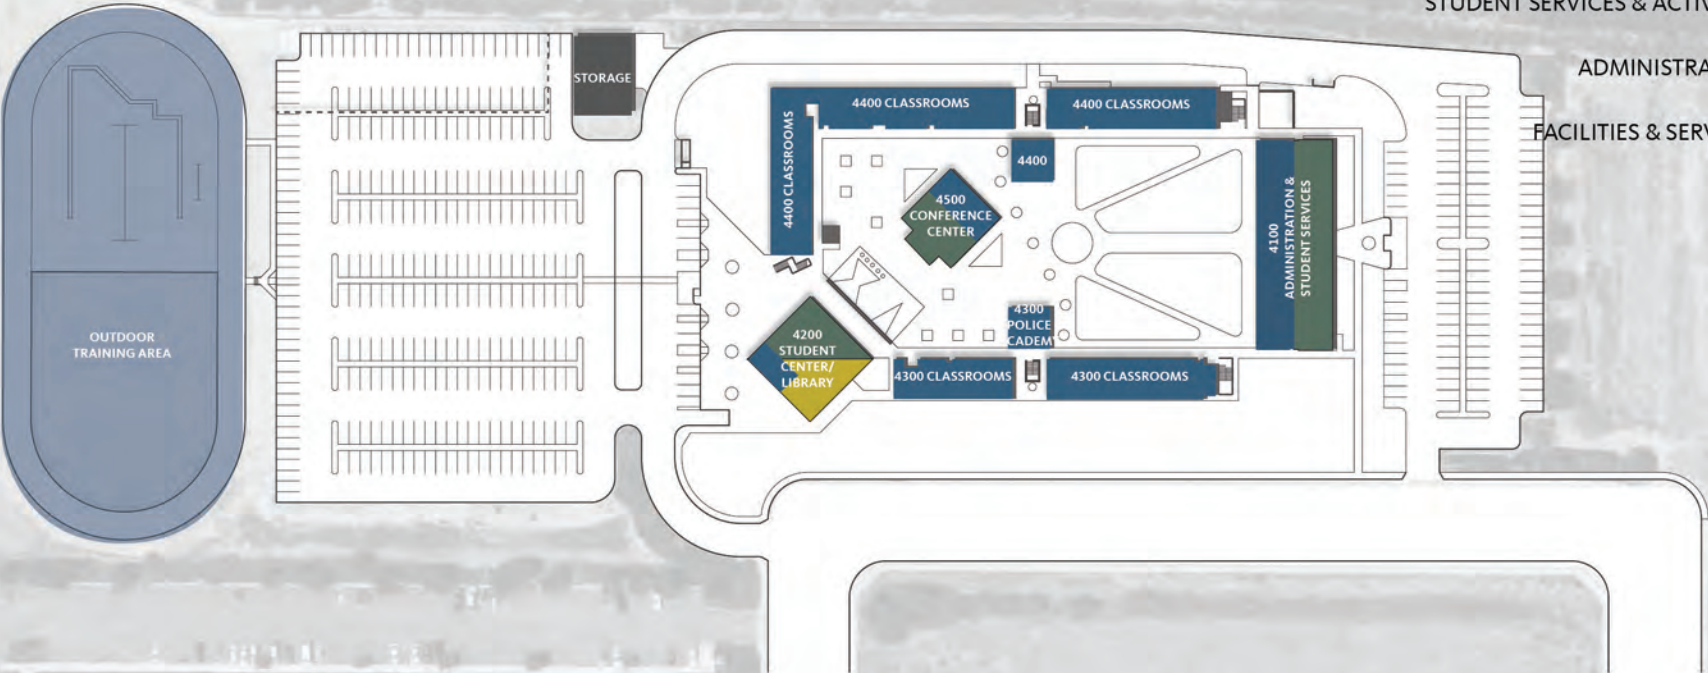 STUDENT SERVICES & ACTIV
ADMINISTRA
FACILITIES & SERV
STORAGE
4400 CLASSROOMS
4400 CLASSROOMS
4400 CLASSROOMS
4400
4500
CONFERENCE
CENTER
4100
ADMINISTRATION &
STUDENT SERVICES
4300
POLICE
CADEM
4200
STUDENT
CENTER/
LIBRARY
4300 CLASSROOMS
4300 CLASSROOMS
OUTDOOR
TRAINING AREA